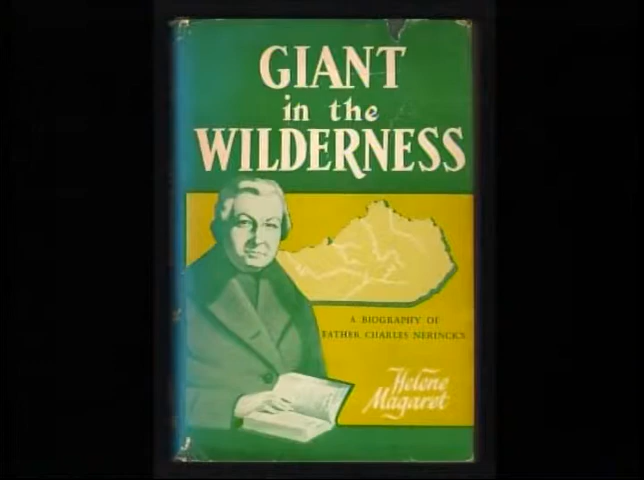 GIANT
in the
WILDERNESS
A BIOGRAPHY OF
FATHER CHARLES NERINCKX
Helene
Magaret